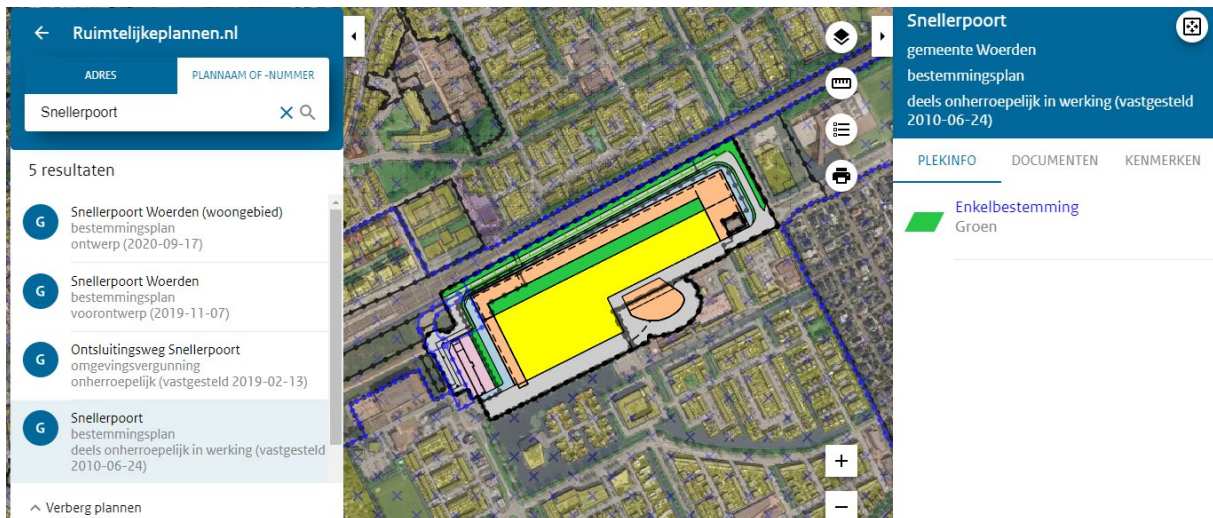 Ruimtelijkeplannen.nl
ADRES
PLANNAAM OF -NUMMER
Snellerpoort
5 resultaten
G
Snellerpoort Woerden (woongebied)
bestemmingsplan
ontwerp (2020-09-17)
G
Snellerpoort Woerden
bestemmingsplan
voorontwerp (2019-11-07)
G
Ontsluitingsweg Snellerpoort
omgevingsvergunning
onherroepelijk (vastgesteld 2019-02-13)
G
Snellerpoort
bestemmingsplan
deels onherroepelijk in werking (vastgesteld
2010-06-24)
Verberg plannen
Snellerpoort
gemeente Woerden
bestemmingsplan
deels onherroepelijk in werking (vastgesteld
2010-06-24)
PLEKINFO
DOCUMENTEN
KENMERKEN
Enkelbestemming
Groen